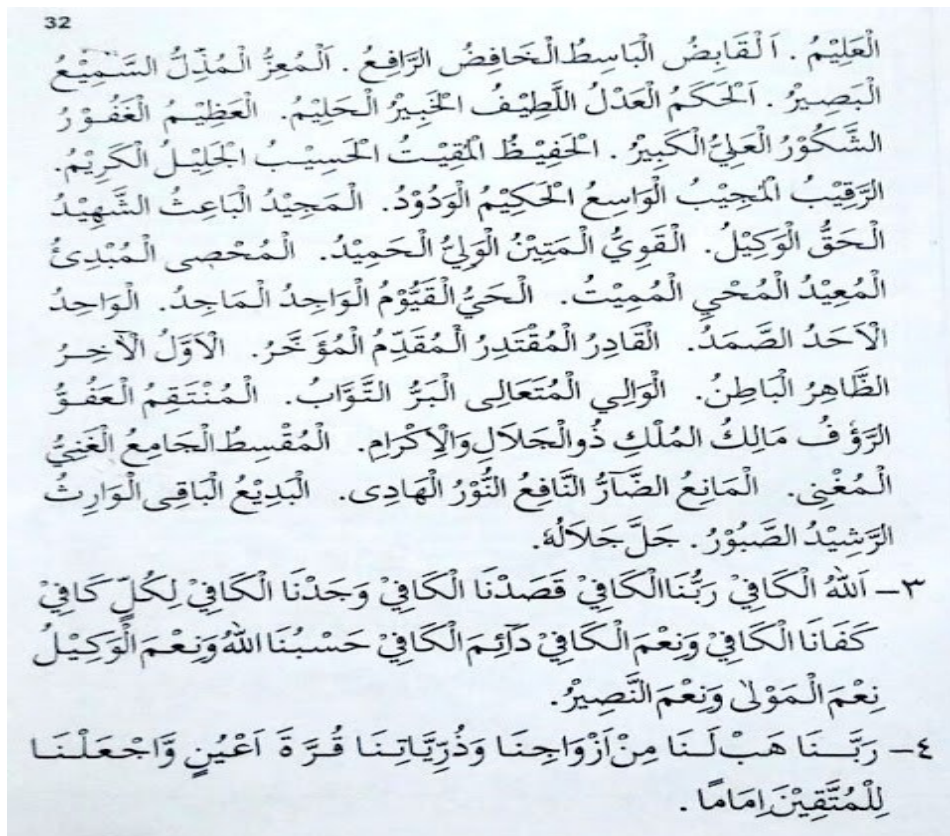 32
الْعَلِيْمُ . اَلْقَابِضُ الْبَاسِطُ الْخَافِضُ الرَّافِعُ . اَلْمُعِزُّ الْمُذِلُّ السَّمِيْعُ
الْبَصِيْرُ . اَلْحَكَمُ الْعَدْلُ اللَّطِيْفُ الْخَبِيْرُ الْحَلِيْمُ. الْعَظِيْمُ الْغَفُوْرُ
الشَّكُوْرُ الْعَلِيُّ الْكَبِيْرُ . الْحَفِيْظُ الْمُقِيْتُ الْحَسِيْبُ الْجَلِيْلُ الْكَرِيْمُ.
الرَّقِيْبُ الْمُجِيْبُ الْوَاسِعُ الْحَكِيْمُ الْوَدُوْدُ. الْمَجِيْدُ الْبَاعِثُ الشَّهِيْدُ
الْحَقُّ الْوَكِيْلُ. الْقَوِيُّ الْمَتِيْنُ الْوَلِيُّ الْحَمِيْدُ. الْمُحْصِى الْمُبْدِئُ
الْمُعِيْدُ الْمُحْيِ الْمُمِيْتُ. الْحَيُّ الْقَيُّوْمُ الْوَاجِدُ الْمَاجِدُ. الْوَاحِدُ
الْاَحَدُ الصَّمَدُ. الْقَادِرُ الْمُقْتَدِرُ الْمُقَدِّمُ الْمُؤَخَّرُ. الْاَوَّلُ الْآخِرُ
الظَّاهِرُ الْبَاطِنُ. الْوَالِي الْمُتَعَالِى الْبَرُّ التَّوَّابُ. الْمُنْتَقِمُ الْعَفُوُّ
الرَّؤُفُ مَالِكُ الْمُلْكِ ذُوالْجَلَالِ وَالْاِكْرَامِ. الْمُقْسِطُ الْجَامِعُ الْغَنِيُّ
الْمُغْنِى. الْمَانِعُ الضَّآرُّ النَّافِعُ النُّوْرُ الْهَادِى. الْبَدِيْعُ الْبَاقِى الْوَارِثُ
الرَّشِيْدُ الصَّبُوْرُ . جَلَّ جَلَالُهُ.
٣- اَللّٰهُ الْكَافِيْ رَبُّنَاالْكَافِيْ قَصَدْنَا الْكَافِيْ وَجَدْنَا الْكَافِيْ لِكُلٍّ كَافِيْ
كَفَانَا الْكَافِيْ وَنِعْمَ الْكَافِيْ دَآئِمَ الْكَافِيْ حَسْبُنَا اللّٰهُ وَنِعْمَ الْوَكِيْلُ
نِعْمَ الْمَوْلٰى وَنِعْمَ النَّصِيْرُ.
٤- رَبَّنَا هَبْ لَنَا مِنْ اَزْوَاجِنَا وَذُرِّيَّاتِنَا قُرَّةَ اَعْيُنٍ وَّاجْعَلْنَا
لِلْمُتَّقِيْنَ اِمَامًا .